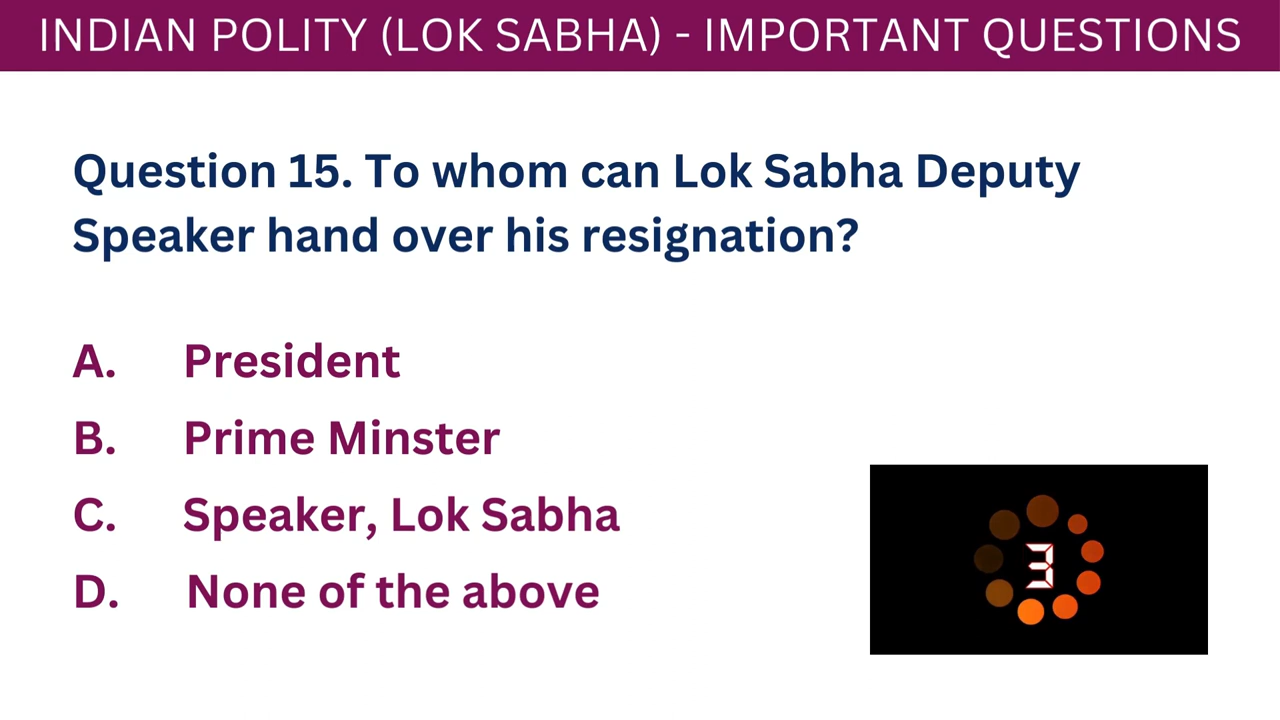 INDIAN POLITY (LOK SABHA) - IMPORTANT QUESTIONS
Question 15. To whom can Lok Sabha Deputy
Speaker hand over his resignation?
A. President
B. Prime Minster
C. Speaker, Lok Sabha
D. None of the above
3